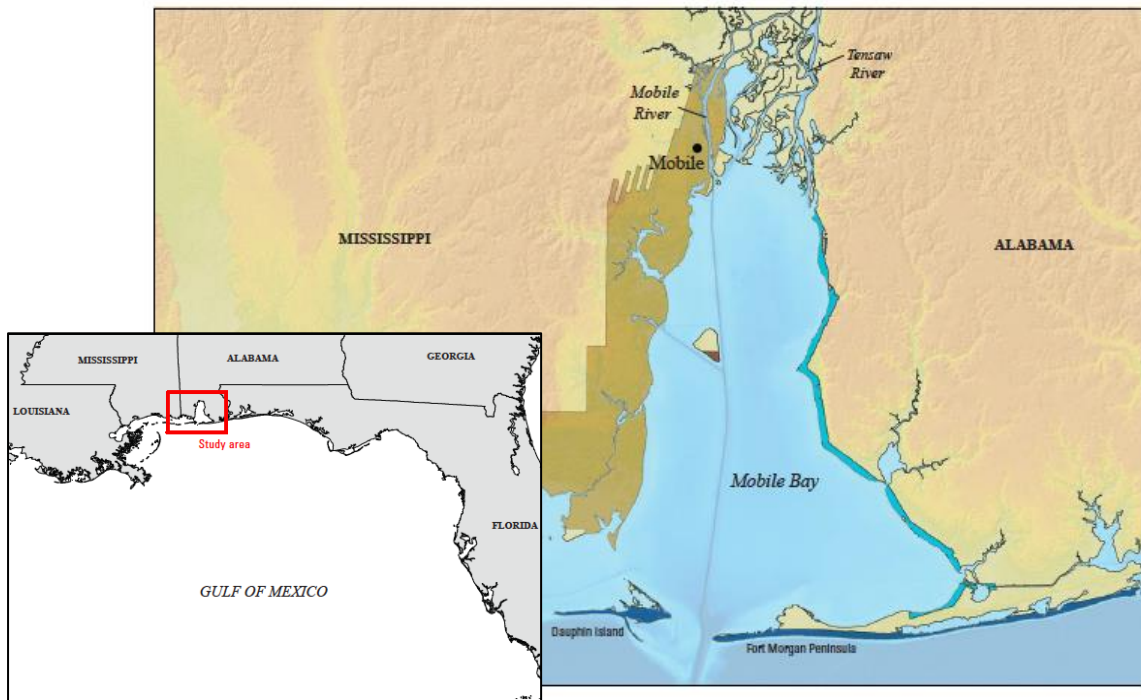 Tensaw
River
Mobile
River
Mobile
MISSISSIPPI
ALABAMA
Mobile Bay
Dauphin Island
Fort Morgan Peninsula
MISSISSIPPI
ALABAMA
GEORGIA
LOUISIANA
Study area
FLORIDA
GULF OF MEXICO